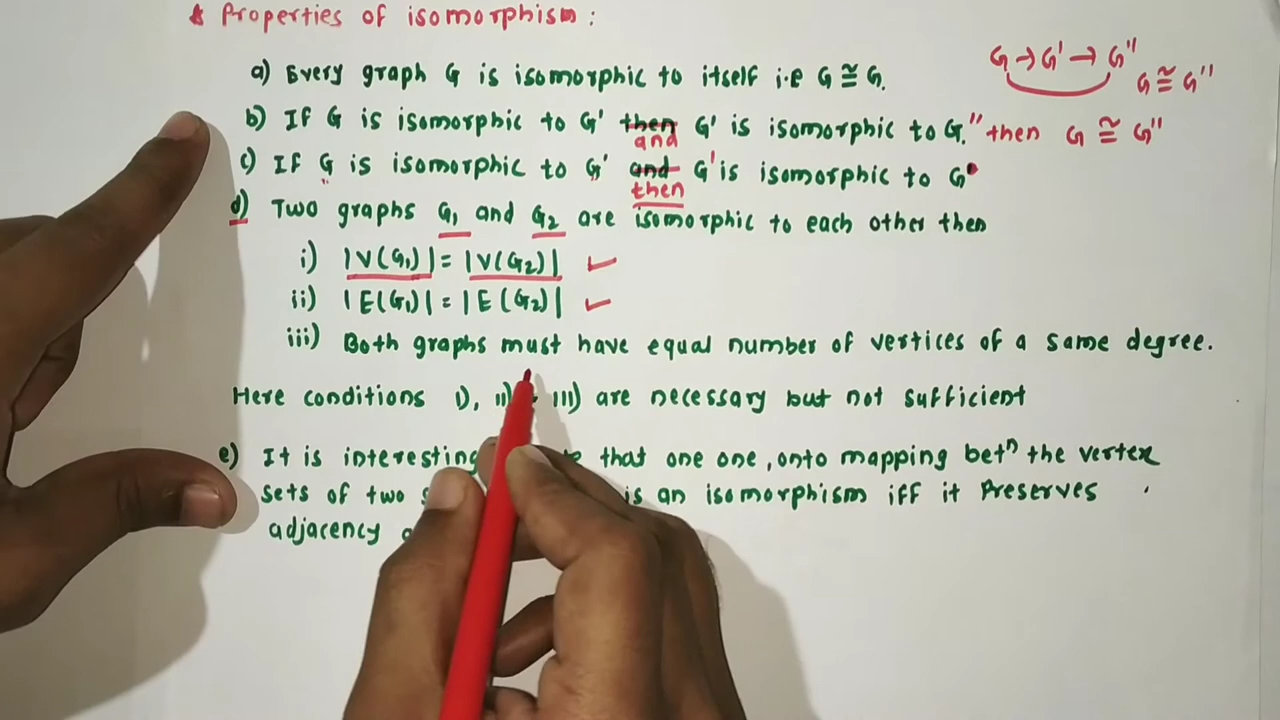 * Properties of isomorphism:
G → G' → G"
G ≅ G"
a) Every graph G is isomorphic to itself i.e G ≅ G.
b) If G is isomorphic to G' then and G' is isomorphic to G." then G ≅ G"
c) If G is isomorphic to G' and then G' is isomorphic to G
d) Two graphs G₁ and G₂ are isomorphic to each other then
i) |V(G₁)| = |V(G₂)| ✓
ii) |E(G₁)| = |E(G₂)| ✓
iii) Both graphs must have equal number of vertices of a same degree.
Here conditions i), ii) iii) are necessary but not sufficient
e) It is interesting that one one, onto mapping betⁿ the vertex
sets of two is an isomorphism iff it preserves
adjacency